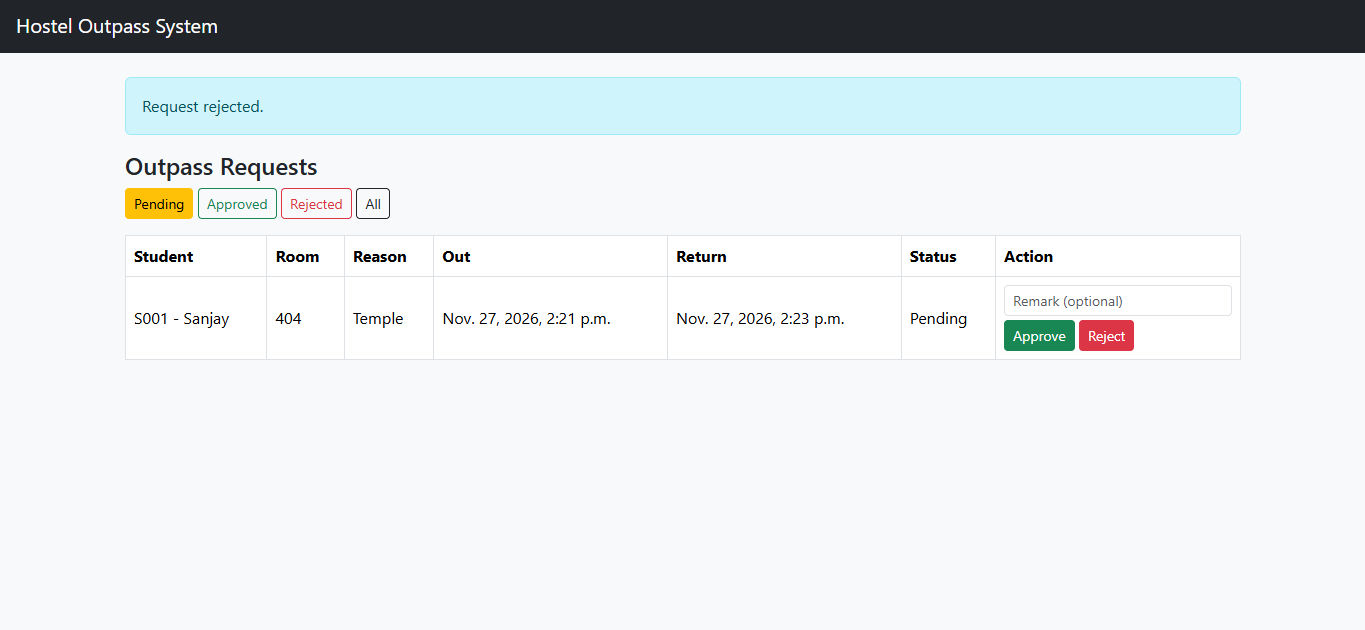 Hostel Outpass System
Request rejected.
Outpass Requests
Pending Approved Rejected All
Student Room Reason Out Return Status Action
S001 - Sanjay 404 Temple Nov. 27, 2026, 2:21 p.m. Nov. 27, 2026, 2:23 p.m. Pending Remark (optional)
Approve Reject